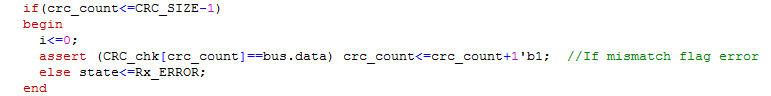 if(crc_count<=CRC_SIZE-1)
begin
i<=0;
assert (CRC_chk[crc_count]==bus.data) crc_count<=crc_count+1'b1; //If mismatch flag error
else state<=Rx_ERROR;
end